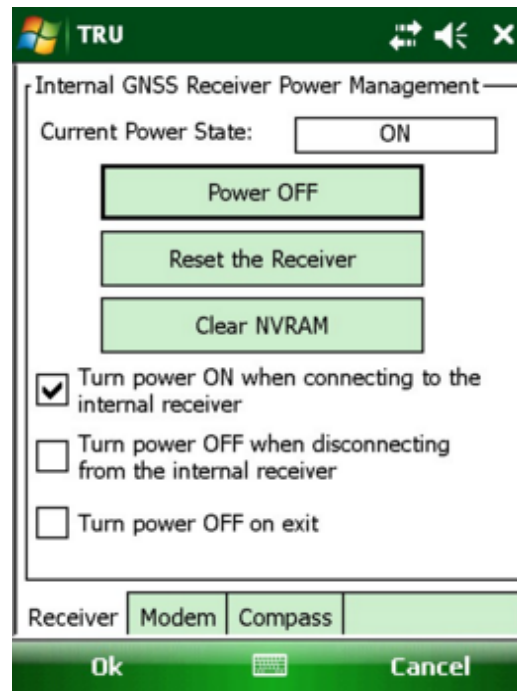 TRU
Internal GNSS Receiver Power Management
Current Power State: ON
Power OFF
Reset the Receiver
Clear NVRAM
Turn power ON when connecting to the
internal receiver
Turn power OFF when disconnecting
from the internal receiver
Turn power OFF on exit
Receiver Modem Compass
Ok Cancel